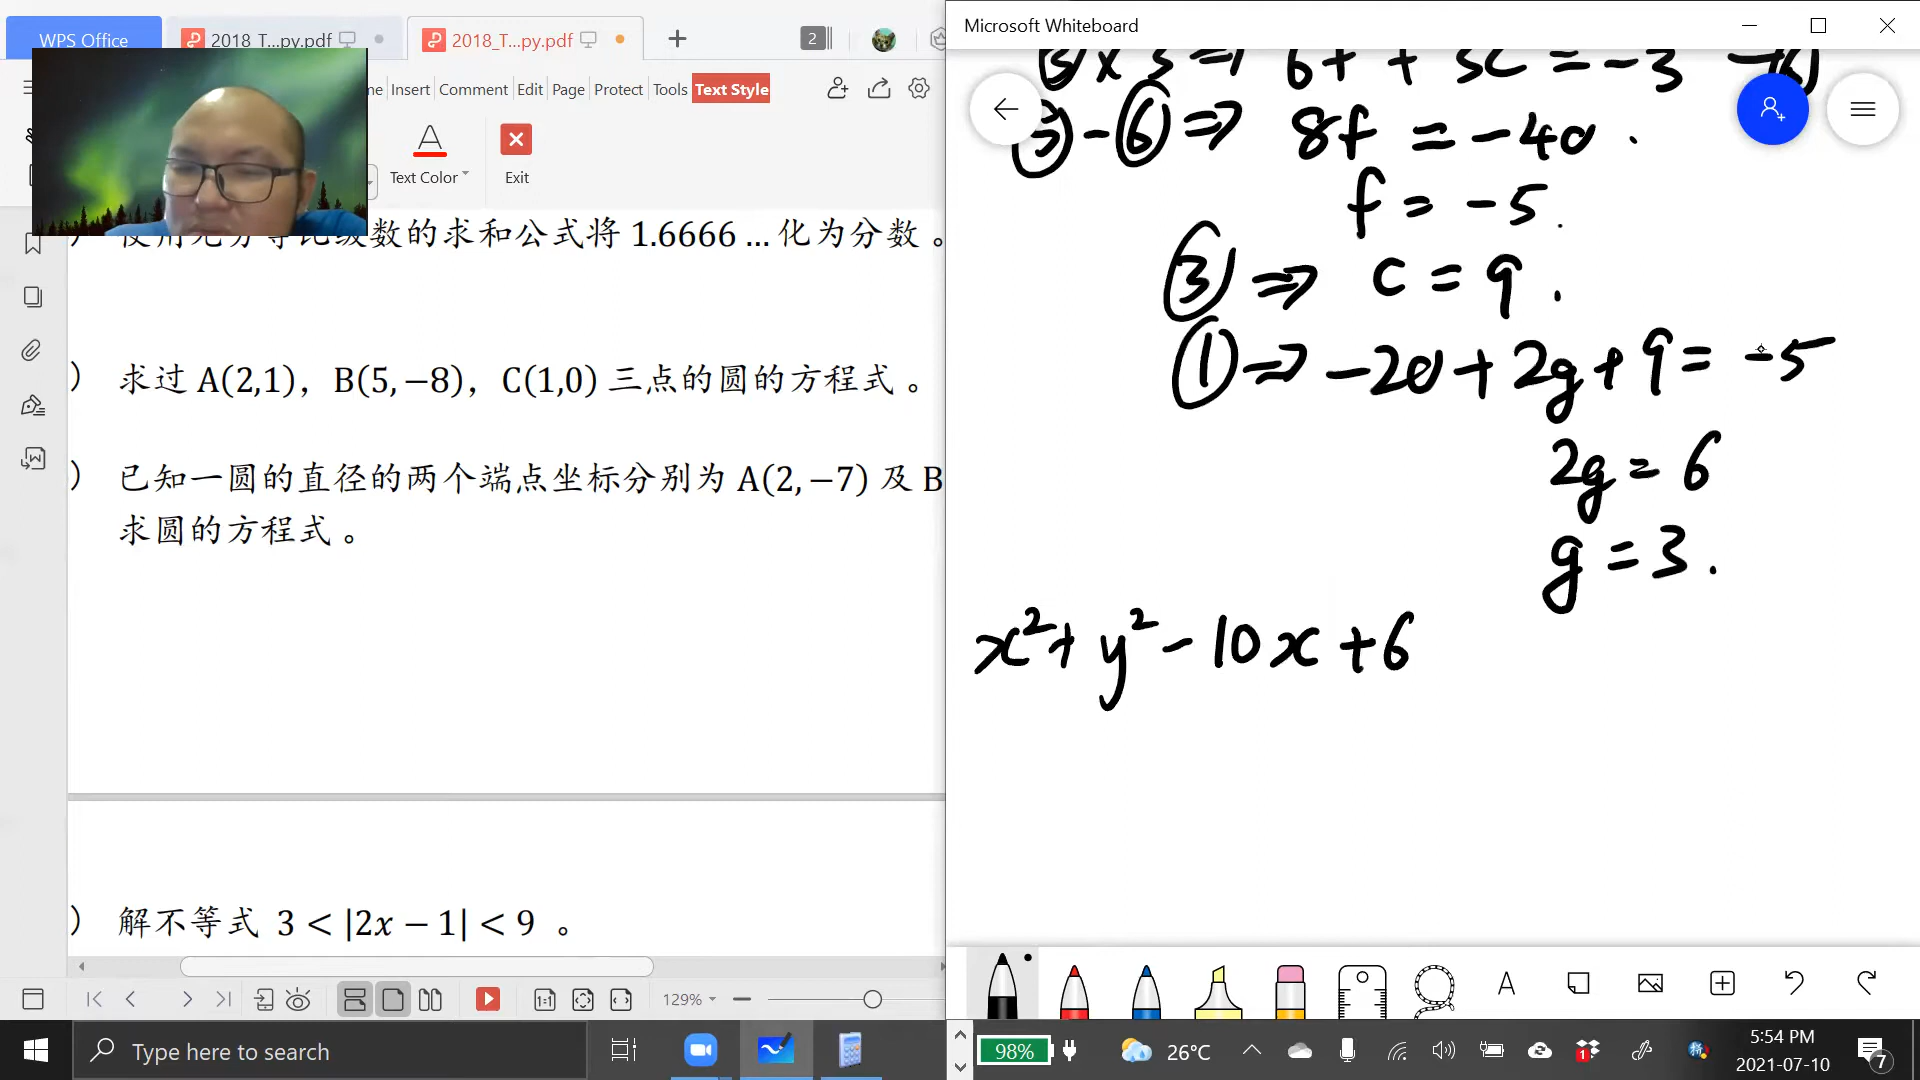 WPS Office
2018_T...py.pdf
2018_T...py.pdf
2
Insert Comment Edit Page Protect Tools Text Style
Text Color
Exit
数的求和公式将 1.6666 ... 化为分数 。
) 求过 A(2,1)，B(5,−8)，C(1,0) 三点的圆的方程式 。
) 已知一圆的直径的两个端点坐标分别为 A(2,−7) 及 B
求圆的方程式 。
) 解不等式 3 < |2x − 1| < 9 。
129%
Microsoft Whiteboard
− ⑥ ⇒ 8f = −40 .
f = −5 .
③ ⇒ c = 9 .
① ⇒ −20 + 2g + 9 = −5
2g = 6
g = 3 .
x² + y² − 10x + 6
Type here to search
98%
26°C
1
5:54 PM
2021-07-10
7